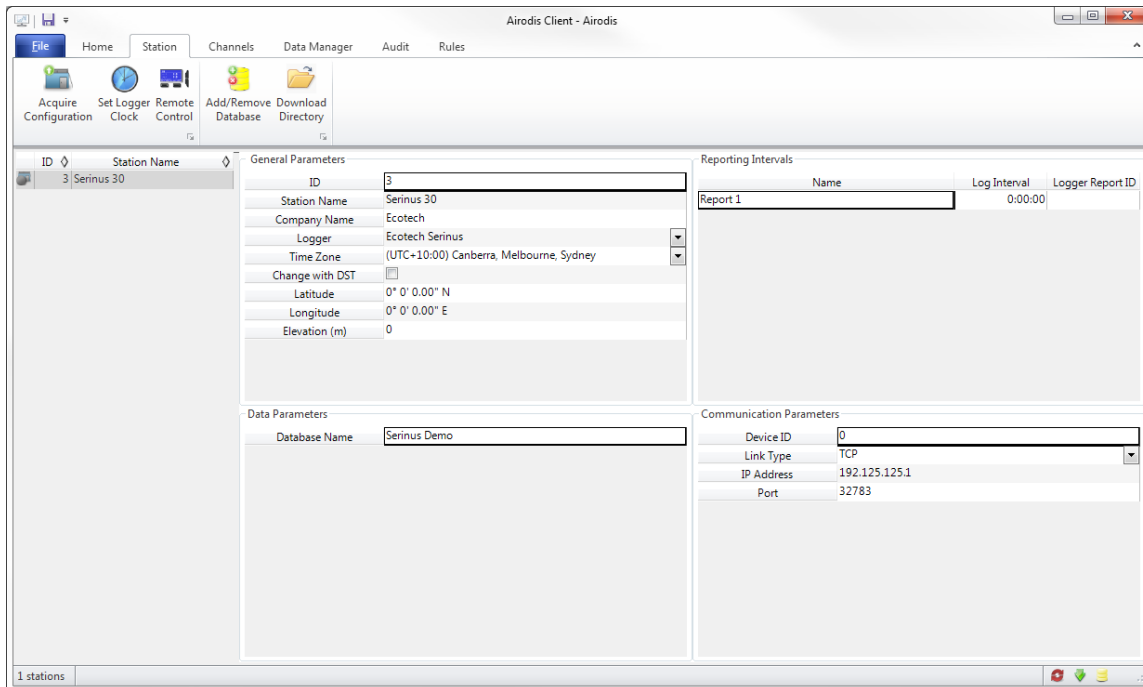 Airodis Client - Airodis
File Home Station Channels Data Manager Audit Rules
Acquire Configuration
Set Logger Clock
Remote Control
Add/Remove Database
Download Directory
ID Station Name
3 Serinus 30
General Parameters
ID 3
Station Name Serinus 30
Company Name Ecotech
Logger Ecotech Serinus
Time Zone (UTC+10:00) Canberra, Melbourne, Sydney
Change with DST
Latitude 0° 0' 0.00" N
Longitude 0° 0' 0.00" E
Elevation (m) 0
Reporting Intervals
Name Log Interval Logger Report ID
Report 1 0:00:00
Data Parameters
Database Name Serinus Demo
Communication Parameters
Device ID 0
Link Type TCP
IP Address 192.125.125.1
Port 32783
1 stations